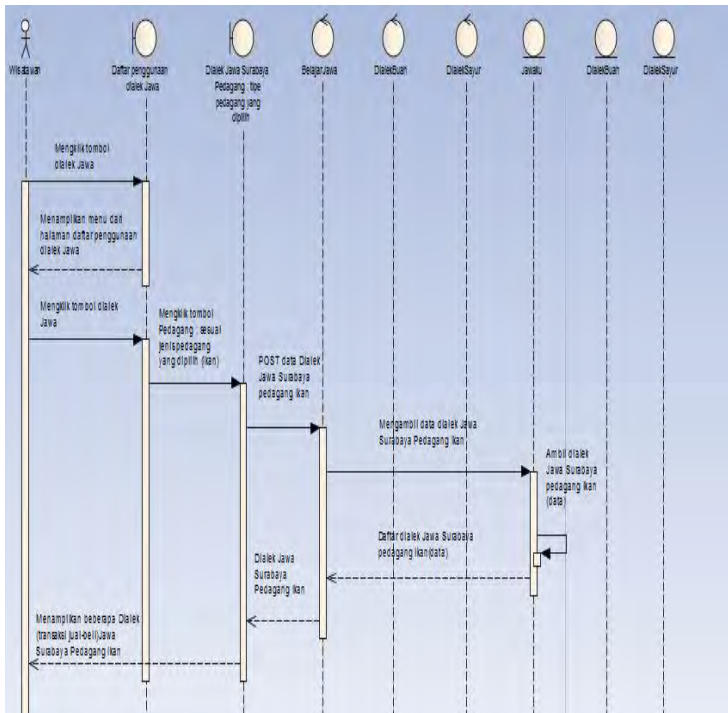 Wisatawan
Daftar penggunaan
dialek Jawa
Dialek Jawa Surabaya
Pedagang : tipe
pedagang yang
dipilih
BelajarJawa
DialekBuah
DialekSayur
Jawaku
DialekBuah
DialekSayur
Mengklik tombol
dialek Jawa
Menampilkan menu dari
halaman daftar penggunaan
dialek Jawa
Mengklik tombol dialek
Jawa
Mengklik tombol
Pedagang : sesuai
jenis pedagang
yang dipilih (ikan)
POST data Dialek
Jawa Surabaya
pedagang ikan
Mengambil data dialek Jawa
Surabaya Pedagang Ikan
Ambil dialek
Jawa Surabaya
pedagang ikan
(data)
Daftar dialek Jawa Surabaya
pedagang ikan(data)
Dialek Jawa
Surabaya
Pedagang Ikan
Menampilkan beberapa Dialek
(transaksi jual-beli)Jawa
Surabaya Pedagang Ikan